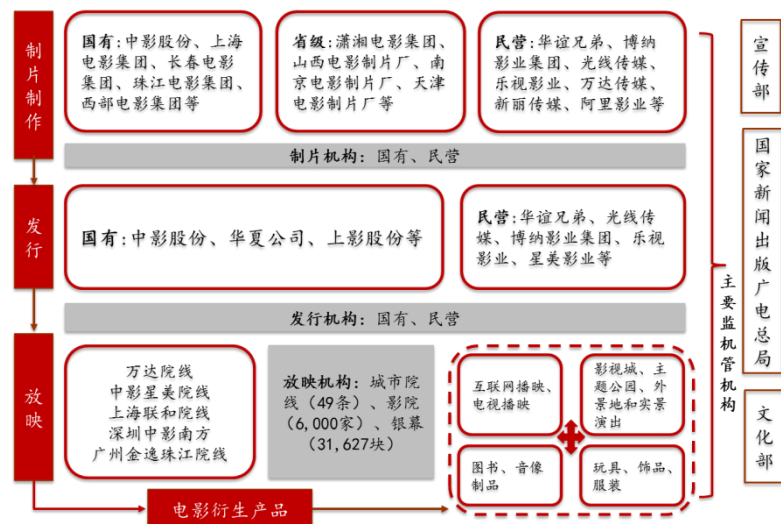 制片制作
国有:中影股份、上海
电影集团、长春电影
集团、珠江电影集团、
西部电影集团等
省级:潇湘电影集团、
山西电影制片厂、南
京电影制片厂、天津
电影制片厂等
民营:华谊兄弟、博纳
影业集团、光线传媒、
乐视影业、万达传媒、
新丽传媒、阿里影业等
制片机构：国有、民营
发行
国有:中影股份、华夏公司、上影股份等
民营:华谊兄弟、光线传
媒、博纳影业集团、乐视
影业、星美影业等
发行机构：国有、民营
放映
万达院线
中影星美院线
上海联和院线
深圳中影南方
广州金逸珠江院线
放映机构：城市院
线（49条）、影院
（6,000家）、银幕
（31,627块）
互联网播映、
电视播映
影视城、主
题公园、外
景地和实景
演出
图书、音像
制品
玩具、饰品、
服装
电影衍生产品
主要监机管机构
宣传部
国家新闻出版广电总局
文化部